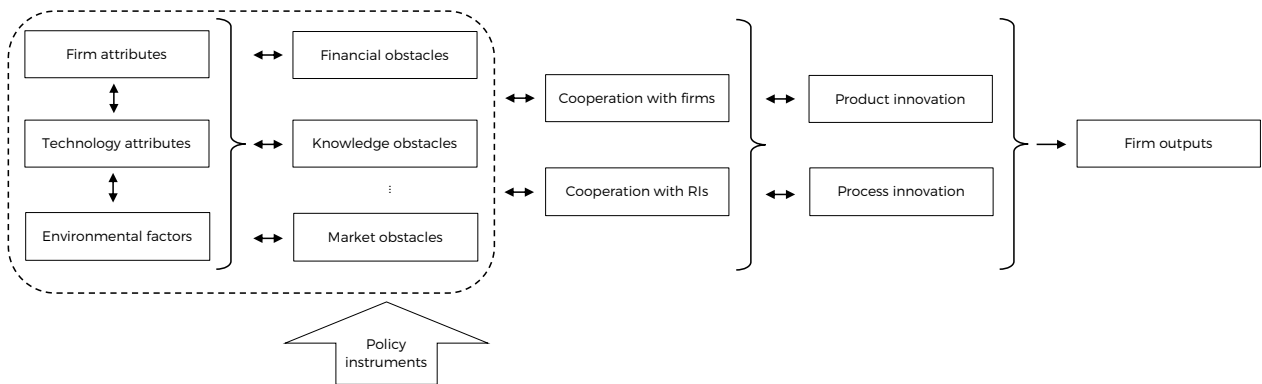 Firm attributes
Financial obstacles
Cooperation with firms
Product innovation
Technology attributes
Knowledge obstacles
Firm outputs
...
Cooperation with RIs
Process innovation
Environmental factors
Market obstacles
Policy
instruments